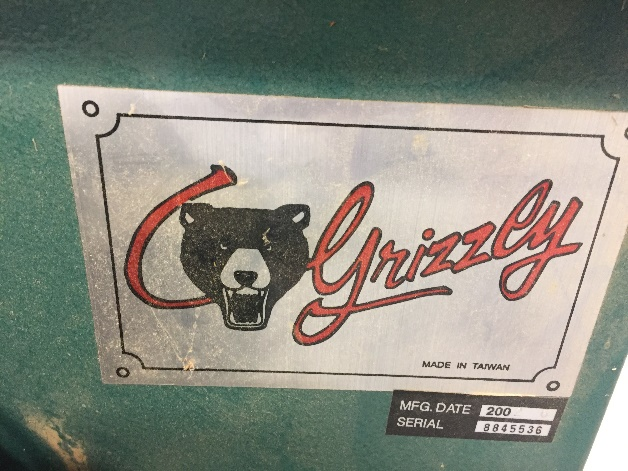 Grizzly
MADE IN TAIWAN
MFG. DATE 200
SERIAL 8845536